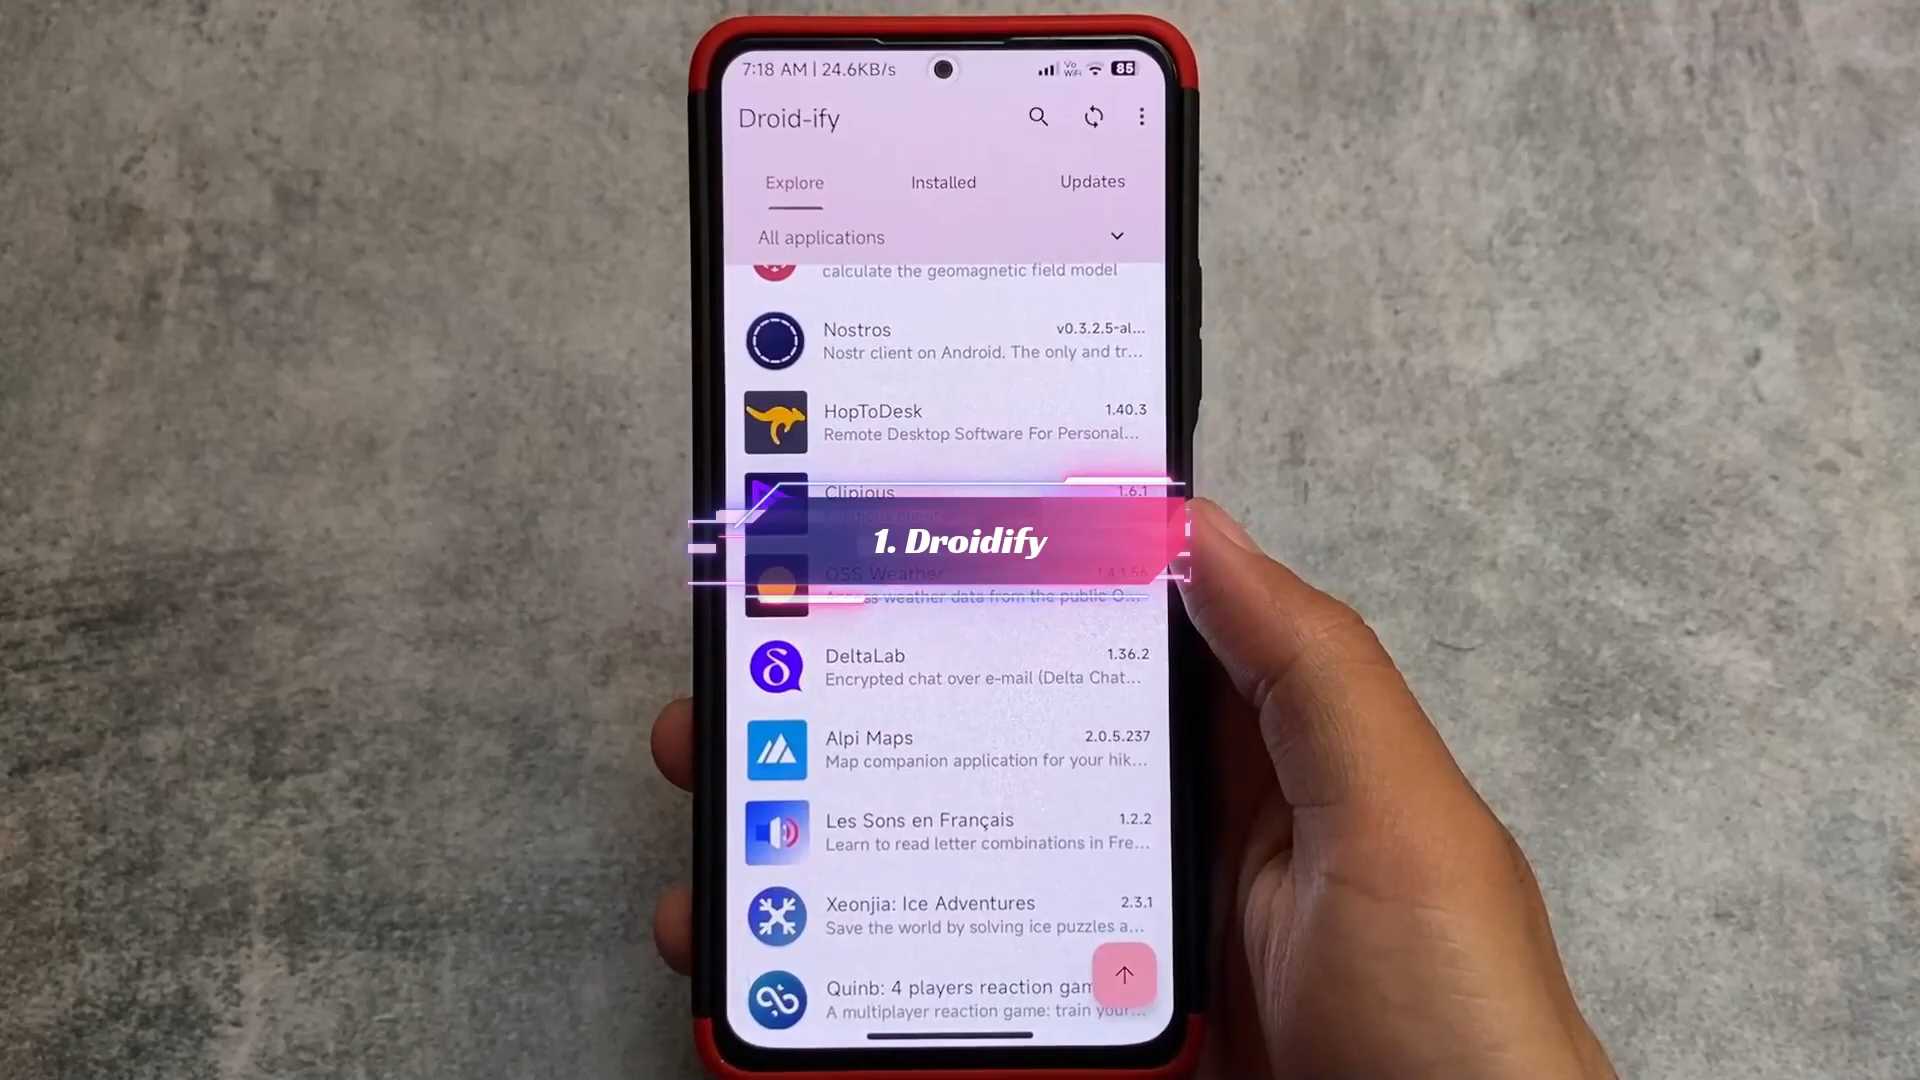 7:18 AM | 24.6KB/s
Vo
WiFi
85
Droid-ify
Explore
Installed
Updates
All applications
calculate the geomagnetic field model
Nostros
v0.3.2.5-al...
Nostr client on Android. The only and tr...
HopToDesk
1.40.3
Remote Desktop Software For Personal...
Clipious
1.6.1
1. Droidify
OSS Weather
1.4.1.56
Access weather data from the public O...
DeltaLab
1.36.2
Encrypted chat over e-mail (Delta Chat...
Alpi Maps
2.0.5.237
Map companion application for your hik...
Les Sons en Français
1.2.2
Learn to read letter combinations in Fre...
Xeonjia: Ice Adventures
2.3.1
Save the world by solving ice puzzles a...
Quinb: 4 players reaction gam
A multiplayer reaction game: train your...